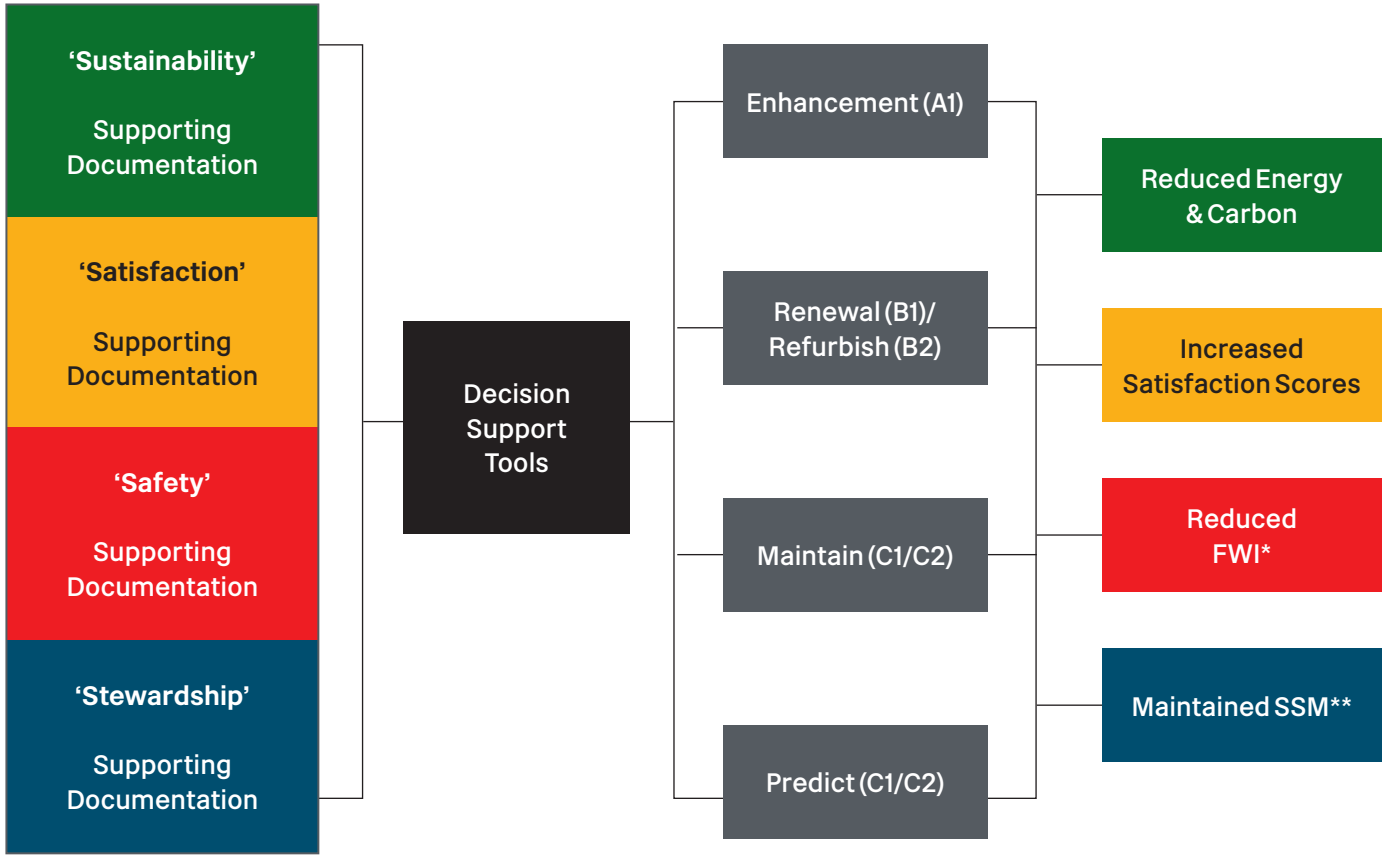 ‘Sustainability’
Supporting
Documentation
‘Satisfaction’
Supporting
Documentation
‘Safety’
Supporting
Documentation
‘Stewardship’
Supporting
Documentation
Decision
Support
Tools
Enhancement (A1)
Renewal (B1)/
Refurbish (B2)
Maintain (C1/C2)
Predict (C1/C2)
Reduced Energy
& Carbon
Increased
Satisfaction Scores
Reduced
FWI*
Maintained SSM**